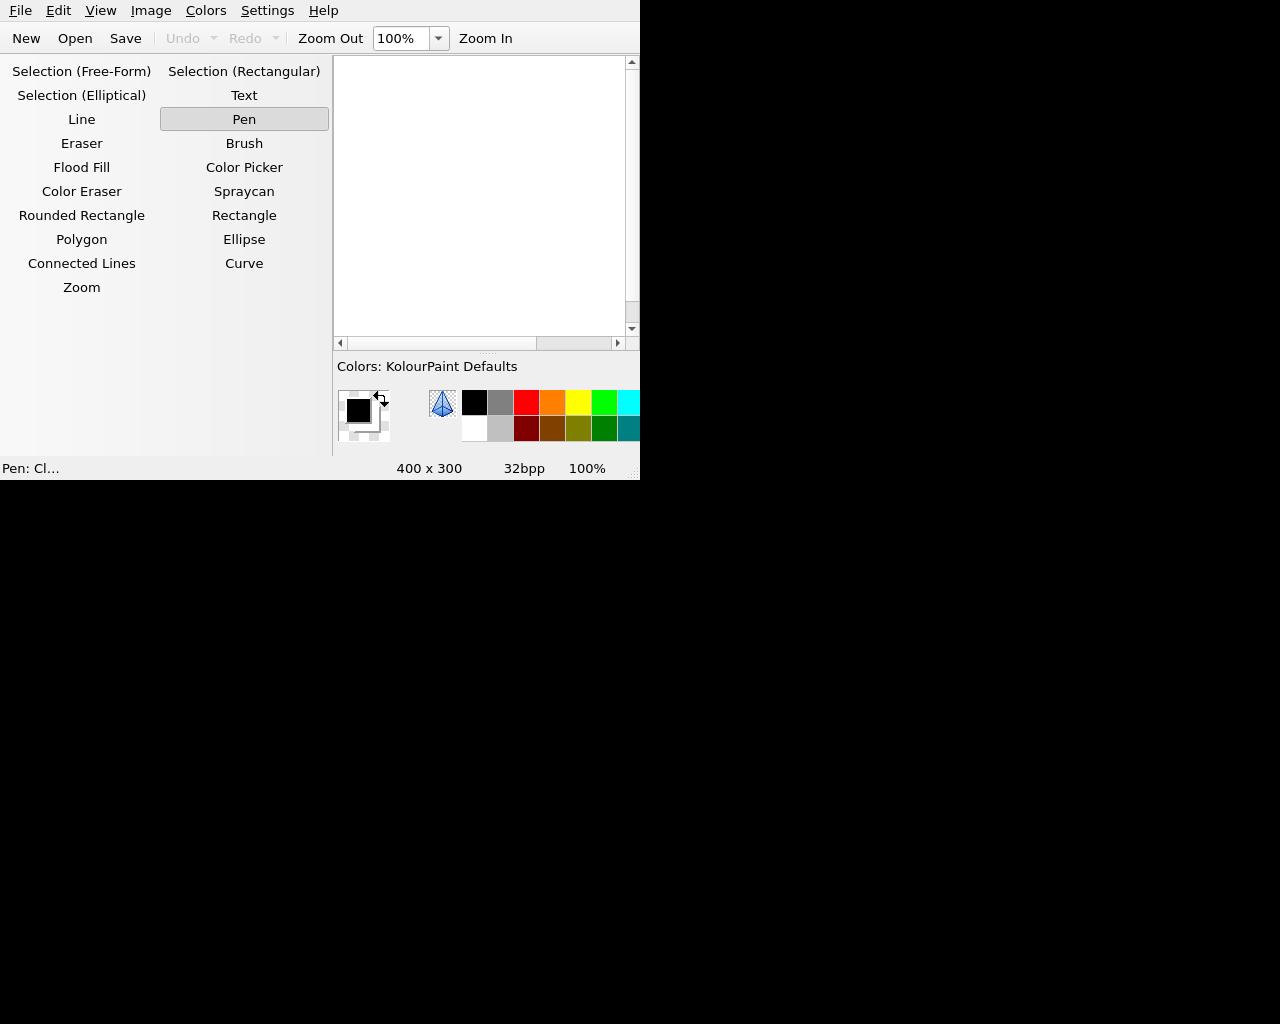 File Edit View Image Colors Settings Help
New Open Save Undo Redo Zoom Out 100% Zoom In
Selection (Free-Form) Selection (Rectangular)
Selection (Elliptical) Text
Line Pen
Eraser Brush
Flood Fill Color Picker
Color Eraser Spraycan
Rounded Rectangle Rectangle
Polygon Ellipse
Connected Lines Curve
Zoom
Colors: KolourPaint Defaults
Pen: Cl... 400 x 300 32bpp 100%